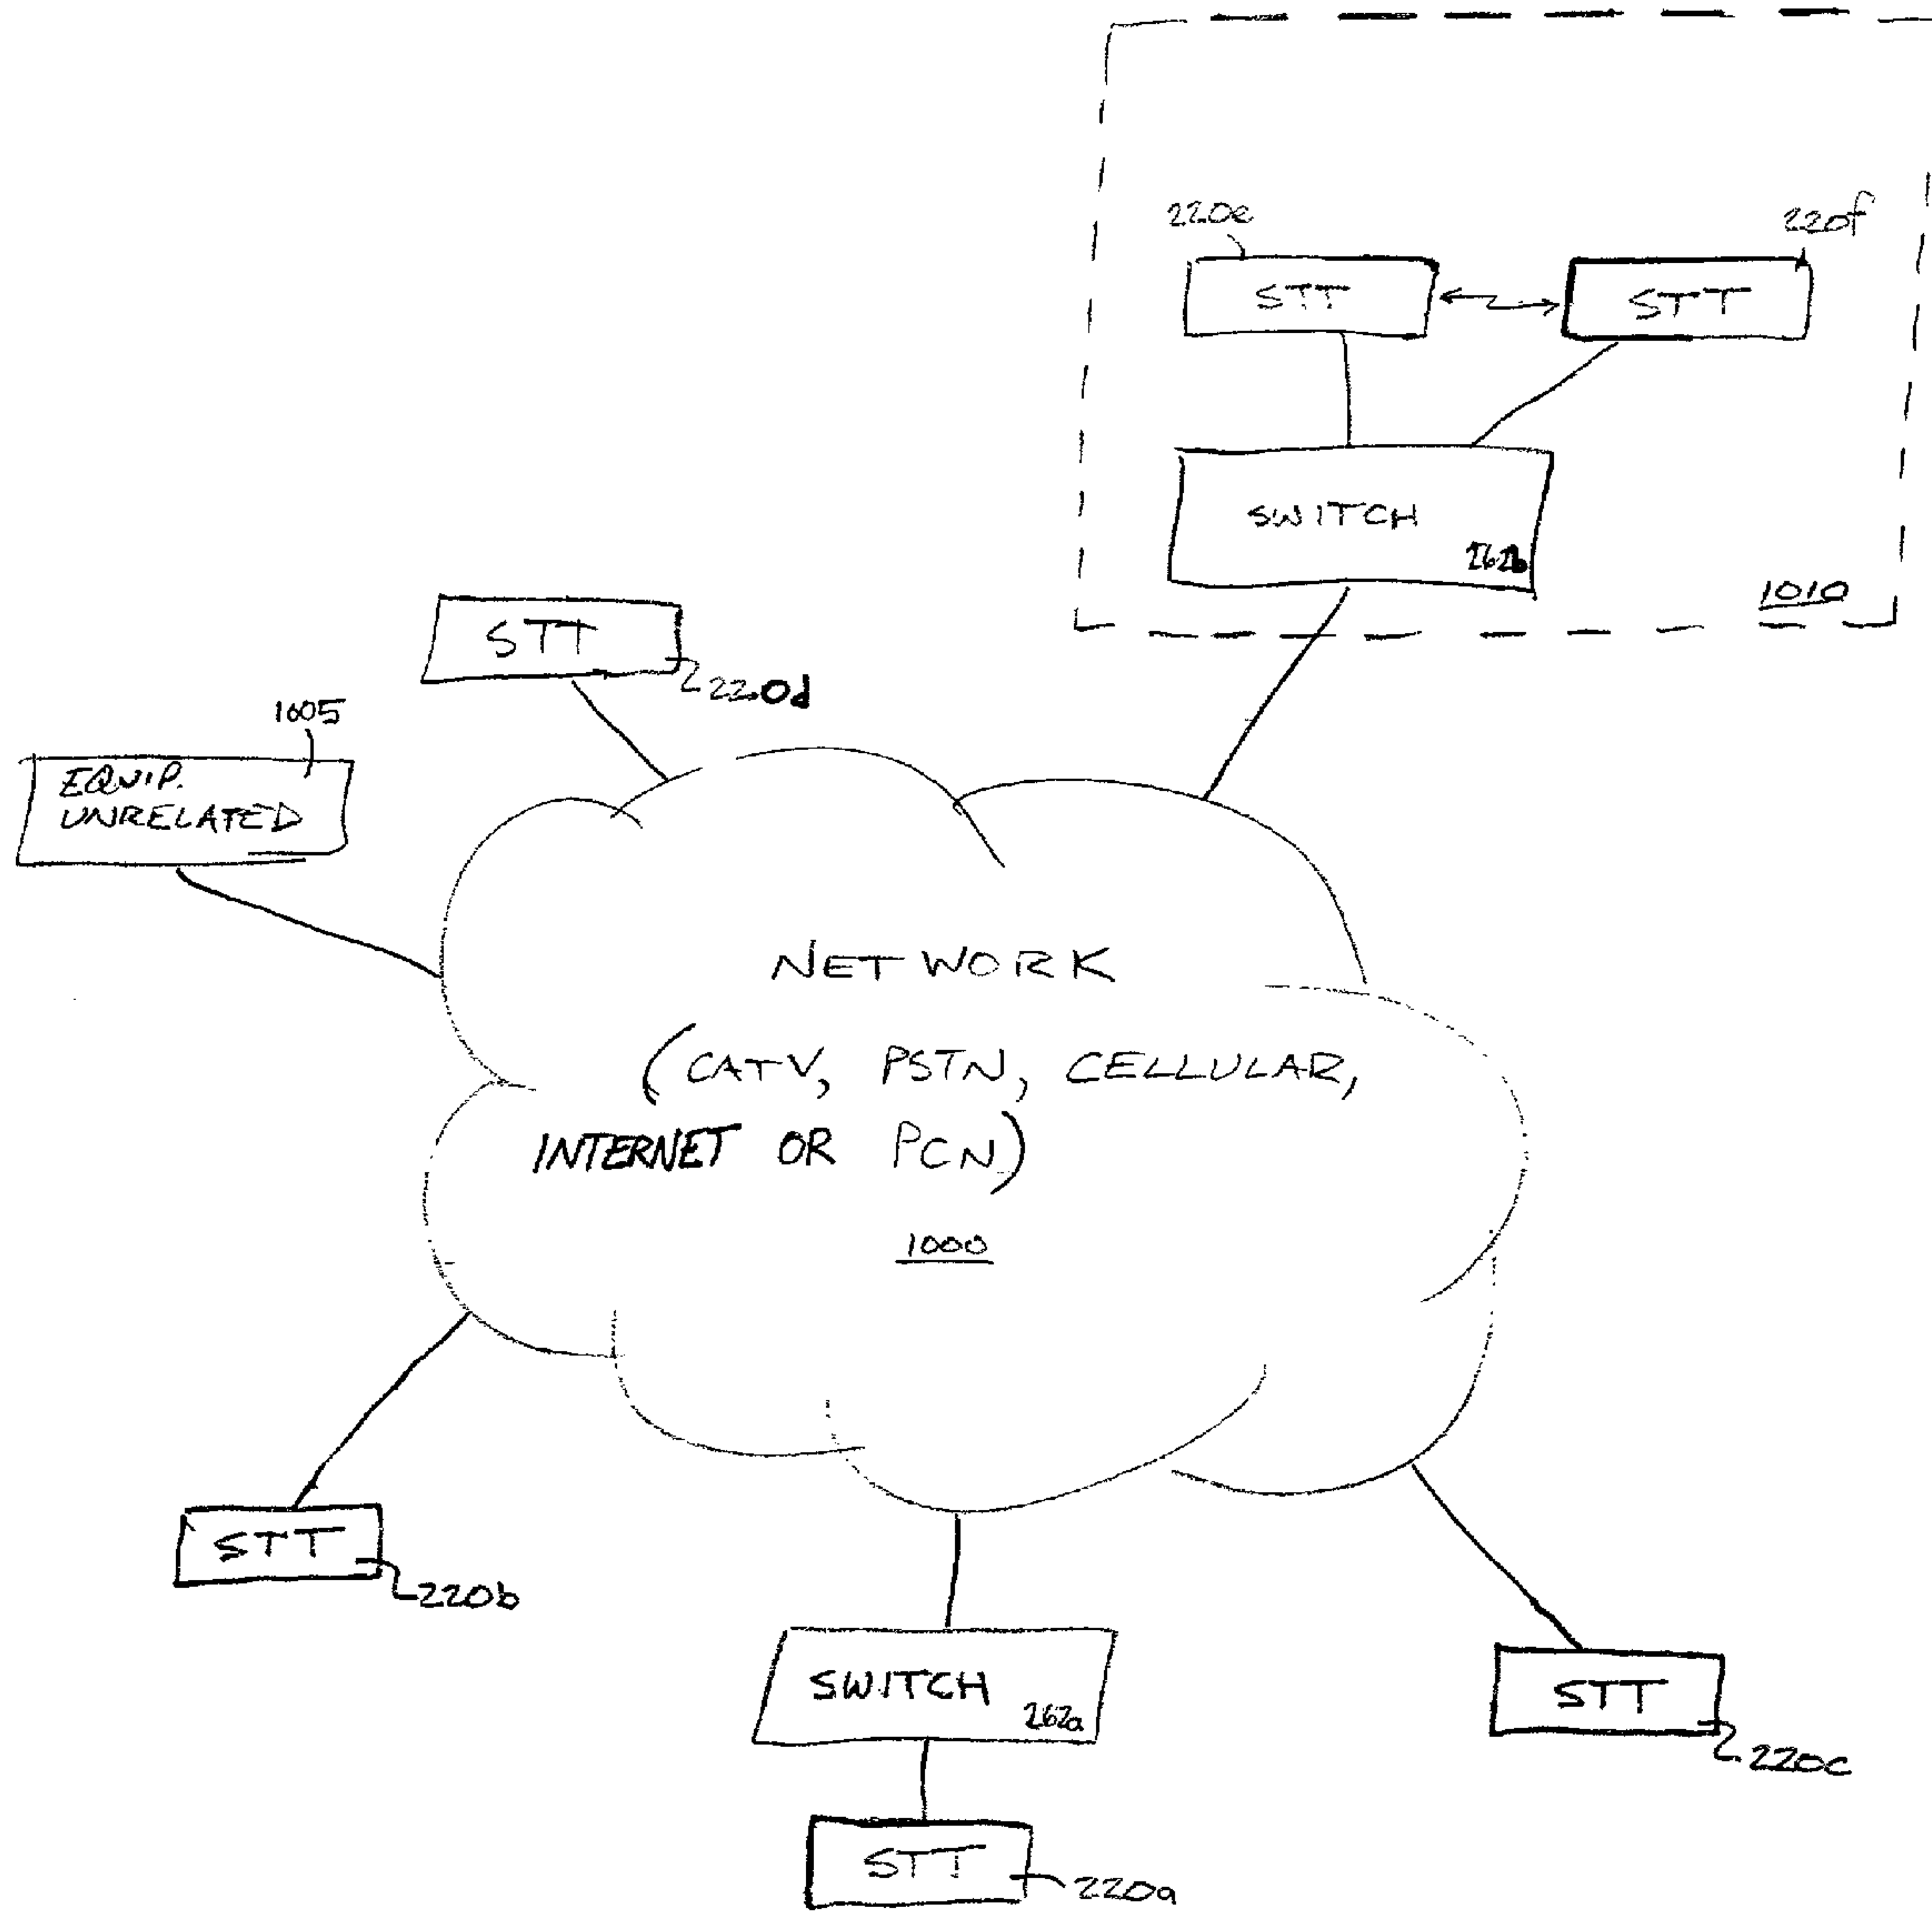 220e
220f
STT
STT
SWITCH
262b
1010
STT
220d
1005
EQUIP.
UNRELATED
NETWORK
(CATV, PSTN, CELLULAR,
INTERNET OR PCN)
1000
STT
220b
SWITCH
262a
STT
220c
STT
220a